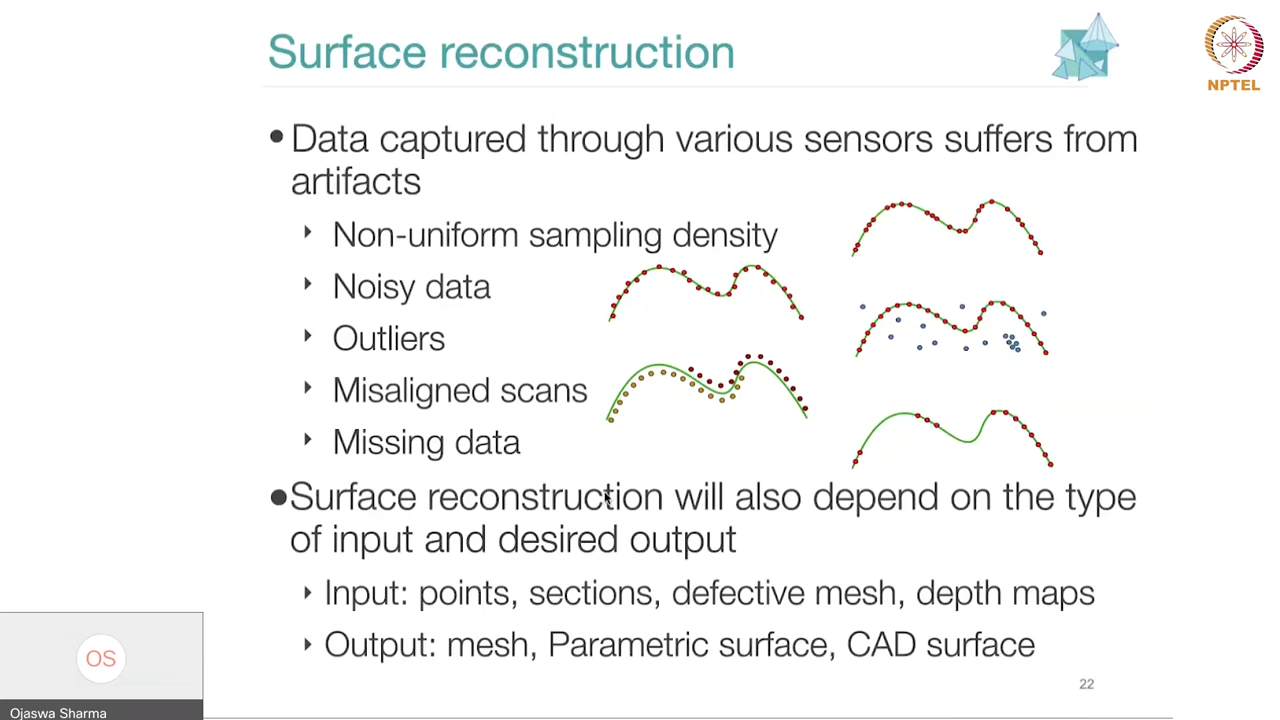 Surface reconstruction
NPTEL
• Data captured through various sensors suffers from
artifacts
‣ Non-uniform sampling density
‣ Noisy data
‣ Outliers
‣ Misaligned scans
‣ Missing data
• Surface reconstruction will also depend on the type
of input and desired output
‣ Input: points, sections, defective mesh, depth maps
‣ Output: mesh, Parametric surface, CAD surface
22
OS
Ojaswa Sharma